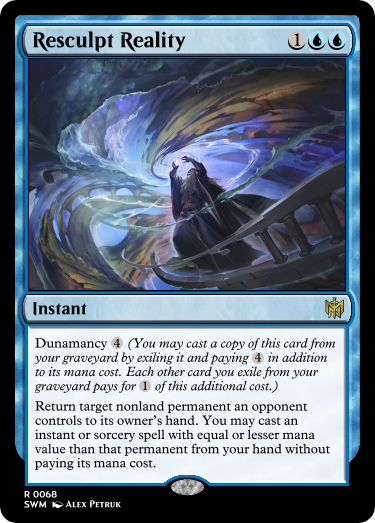 Resculpt Reality 1
Instant
Dunamancy 4 (You may cast a copy of this card from
your graveyard by exiling it and paying 4 in addition
to its mana cost. Each other card you exile from your
graveyard pays for 1 of this additional cost.)
Return target nonland permanent an opponent
controls to its owner's hand. You may cast an
instant or sorcery spell with equal or lesser mana
value than that permanent from your hand without
paying its mana cost.
R 0068
SWM ALEX PETRUK